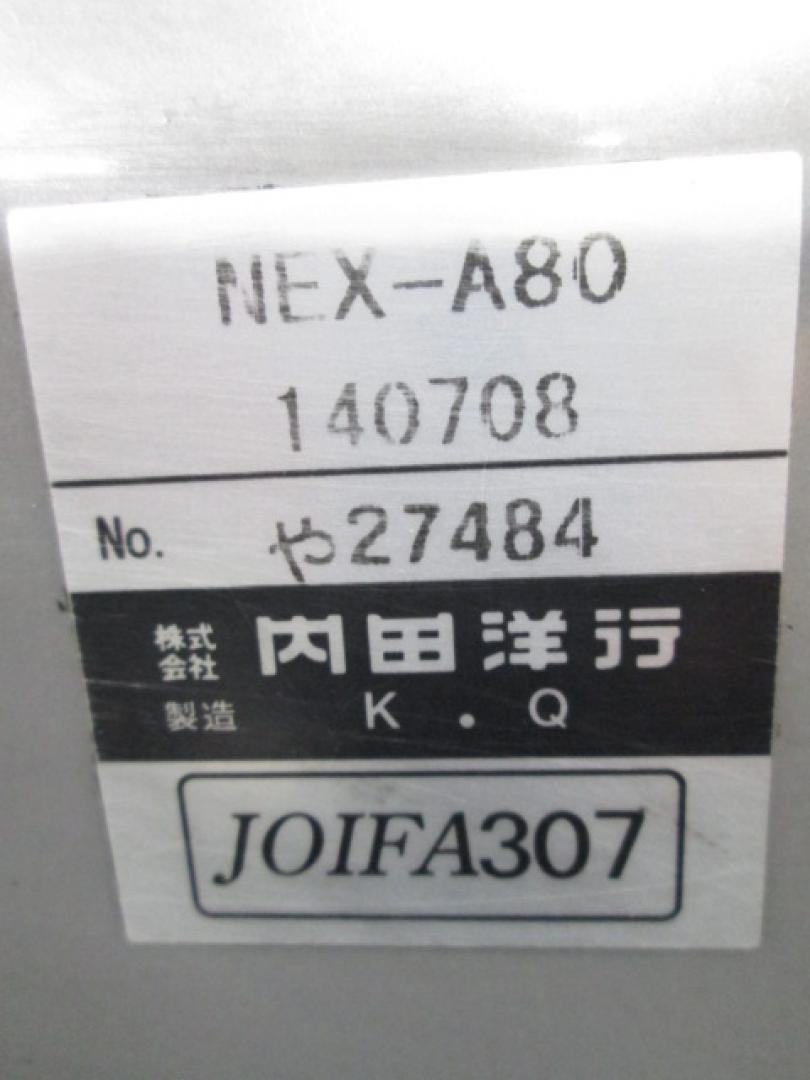 NEX-A80
140708
No. や27484
株式会社 内田洋行
製造 K.Q
JOIFA307